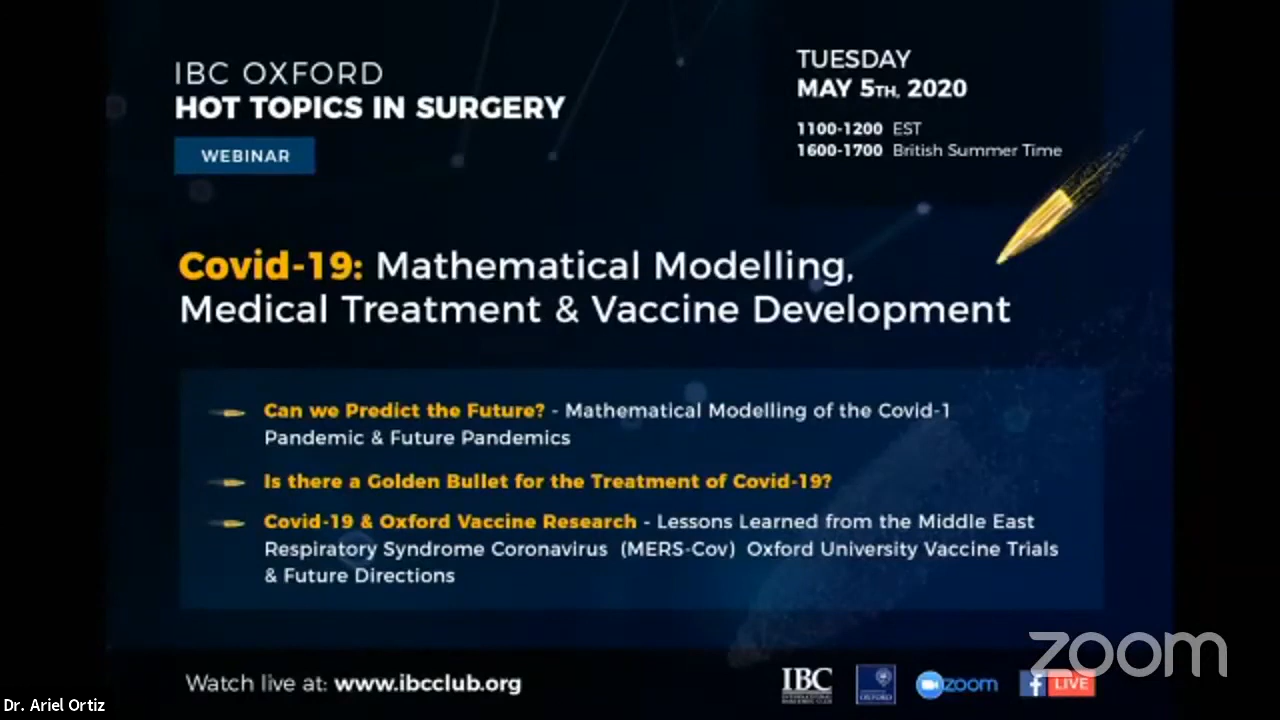 IBC OXFORD
HOT TOPICS IN SURGERY
WEBINAR
TUESDAY
MAY 5TH, 2020
1100-1200 EST
1600-1700 British Summer Time
Covid-19: Mathematical Modelling,
Medical Treatment & Vaccine Development
Can we Predict the Future? - Mathematical Modelling of the Covid-1
Pandemic & Future Pandemics
Is there a Golden Bullet for the Treatment of Covid-19?
Covid-19 & Oxford Vaccine Research - Lessons Learned from the Middle East
Respiratory Syndrome Coronavirus (MERS-Cov) Oxford University Vaccine Trials
& Future Directions
Watch live at: www.ibcclub.org
IBC
OXFORD
zoom
f LIVE
zoom
Dr. Ariel Ortiz